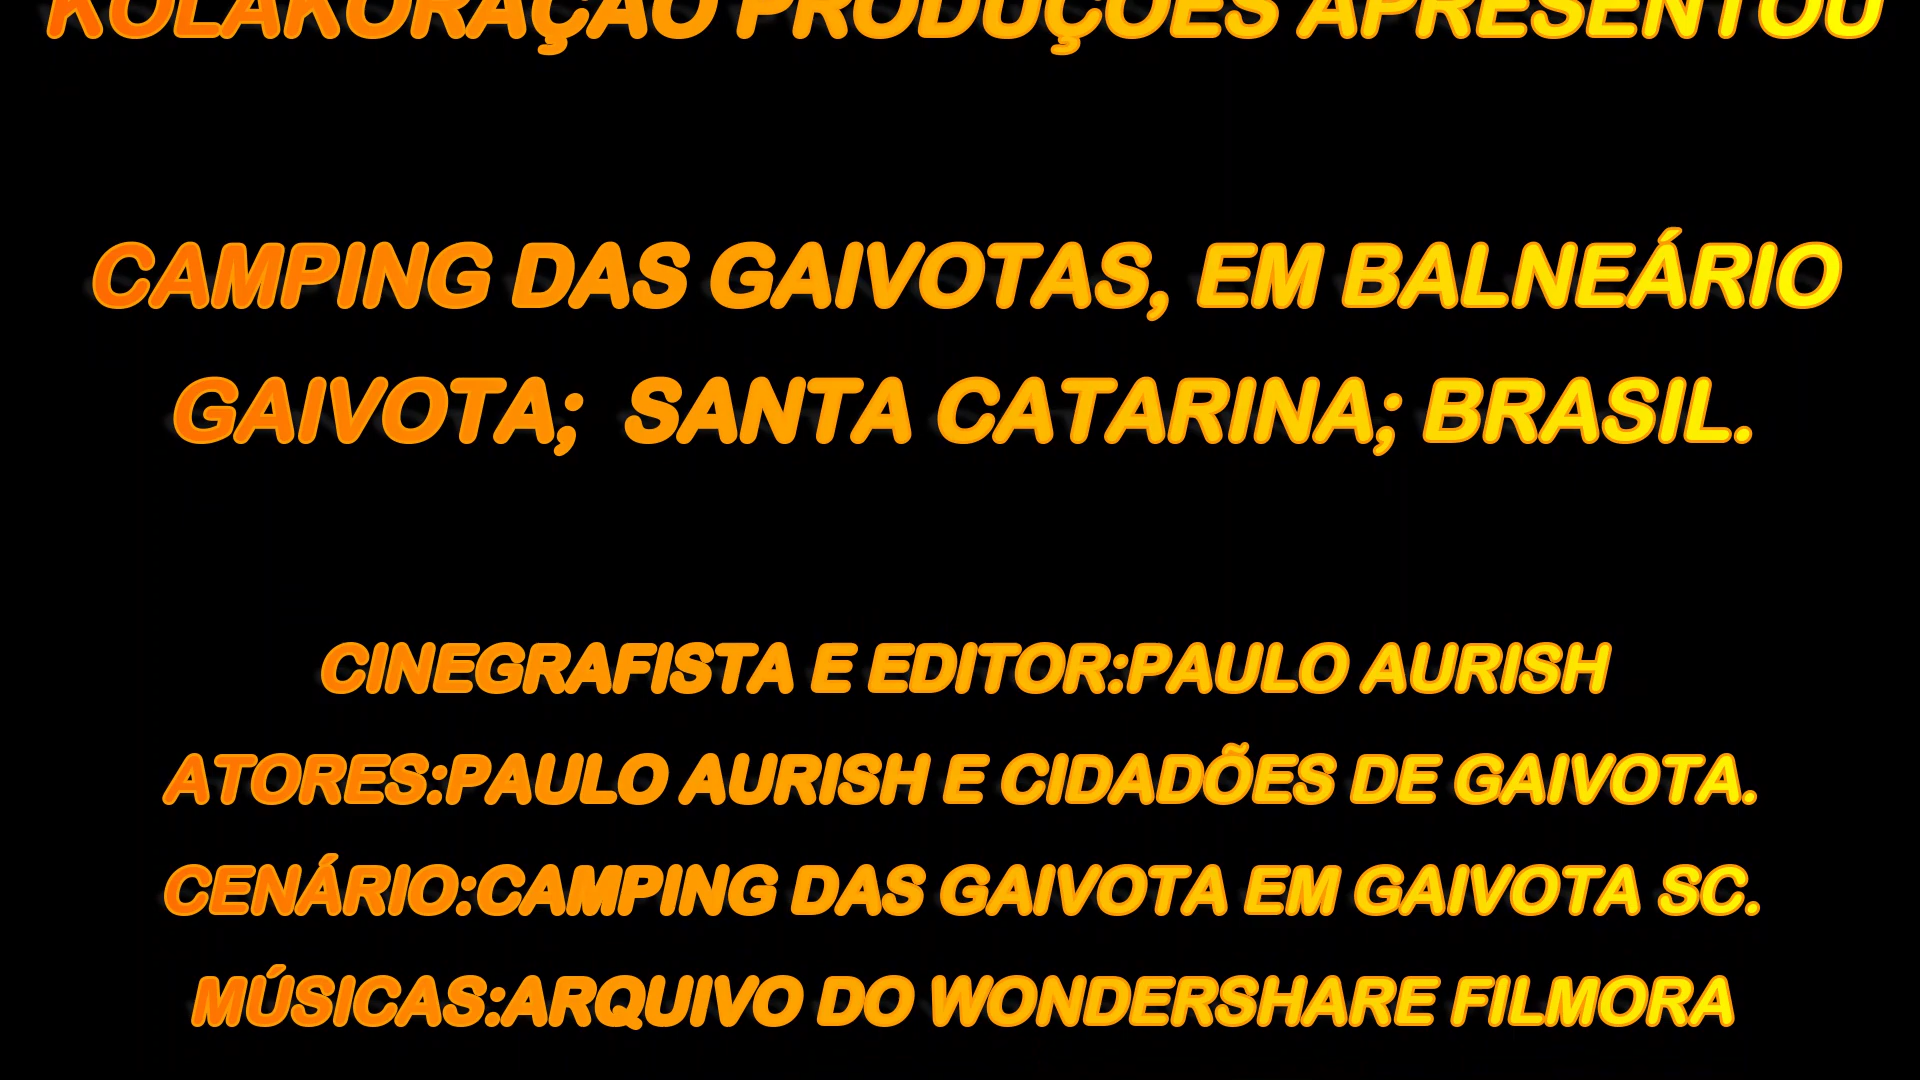 KOLAKORAÇÃO PRODUÇÕES APRESENTOU
CAMPING DAS GAIVOTAS, EM BALNEÁRIO
GAIVOTA; SANTA CATARINA; BRASIL.
CINEGRAFISTA E EDITOR:PAULO AURISH
ATORES:PAULO AURISH E CIDADÕES DE GAIVOTA.
CENÁRIO:CAMPING DAS GAIVOTA EM GAIVOTA SC.
MÚSICAS:ARQUIVO DO WONDERSHARE FILMORA